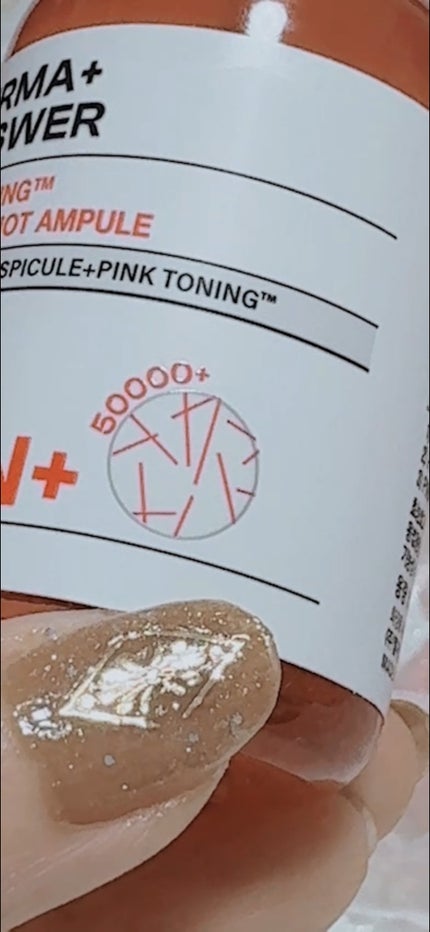 RMA+
SWER
NG™
OT AMPULE
SPICULE+PINK TONING™
50000+
+